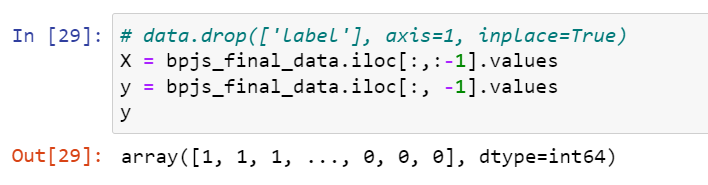 In [29]: # data.drop(['label'], axis=1, inplace=True)
X = bpjs_final_data.iloc[:,:-1].values
y = bpjs_final_data.iloc[:, -1].values
y
Out[29]: array([1, 1, 1, ..., 0, 0, 0], dtype=int64)